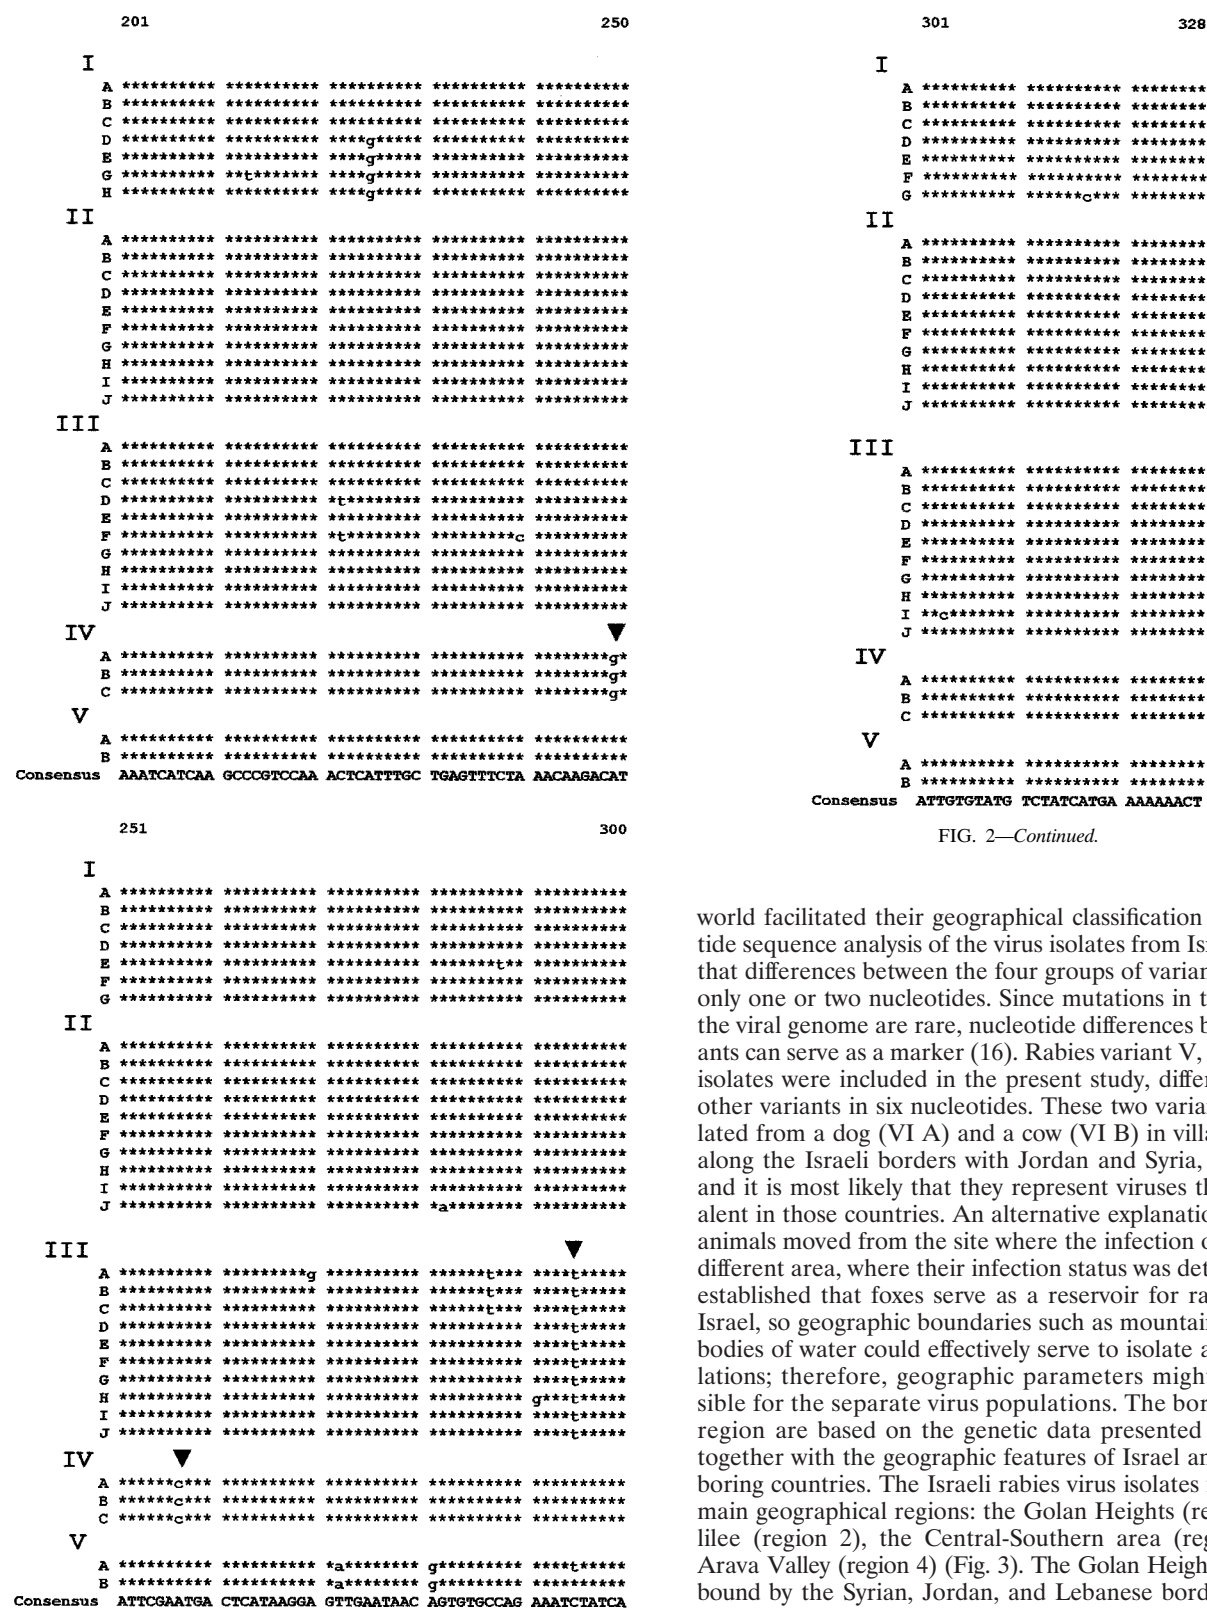 201 250
I
A ********** ********** ********** ********** **********
B ********** ********** ********** ********** **********
C ********** ********** ********** ********** **********
D ********** ********** ****g***** ********** **********
E ********** ********** ****g***** ********** **********
G ********** **t******* ****g***** ********** **********
H ********** ********** ****g***** ********** **********
II
A ********** ********** ********** ********** **********
B ********** ********** ********** ********** **********
C ********** ********** ********** ********** **********
D ********** ********** ********** ********** **********
E ********** ********** ********** ********** **********
F ********** ********** ********** ********** **********
G ********** ********** ********** ********** **********
H ********** ********** ********** ********** **********
I ********** ********** ********** ********** **********
J ********** ********** ********** ********** **********
III
A ********** ********** ********** ********** **********
B ********** ********** ********** ********** **********
C ********** ********** ********** ********** **********
D ********** ********** *t******** ********** **********
E ********** ********** ********** ********** **********
F ********** ********** *t******** *********c **********
G ********** ********** ********** ********** **********
H ********** ********** ********** ********** **********
I ********** ********** ********** ********** **********
J ********** ********** ********** ********** **********
IV ▼
A ********** ********** ********** ********** ********g*
B ********** ********** ********** ********** ********g*
C ********** ********** ********** ********** ********g*
V
A ********** ********** ********** ********** **********
B ********** ********** ********** ********** **********
Consensus AAATCATCAA GCCCGTCCAA ACTCATTTGC TGAGTTTCTA AACAAGACAT
251 300
I
A ********** ********** ********** ********** **********
B ********** ********** ********** ********** **********
C ********** ********** ********** ********** **********
D ********** ********** ********** ********** **********
E ********** ********** ********** *******t** **********
F ********** ********** ********** ********** **********
G ********** ********** ********** ********** **********
II
A ********** ********** ********** ********** **********
B ********** ********** ********** ********** **********
C ********** ********** ********** ********** **********
D ********** ********** ********** ********** **********
E ********** ********** ********** ********** **********
F ********** ********** ********** ********** **********
G ********** ********** ********** ********** **********
H ********** ********** ********** ********** **********
I ********** ********** ********** ********** **********
J ********** ********** ********** *a******** **********
III ▼
A ********** *********g ********** ******t*** ****t*****
B ********** ********** ********** ******t*** ****t*****
C ********** ********** ********** ******t*** ****t*****
D ********** ********** ********** ********** ****t*****
E ********** ********** ********** ********** ****t*****
F ********** ********** ********** ********** ****t*****
G ********** ********** ********** ********** ****t*****
H ********** ********** ********** ********** g***t*****
I ********** ********** ********** ********** ****t*****
J ********** ********** ********** ********** ****t*****
IV ▼
A ******c*** ********** ********** ********** **********
B ******c*** ********** ********** ********** **********
C ******c*** ********** ********** ********** **********
V
A ********** ********** *a******** g********* ****t*****
B ********** ********** *a******** g********* **********
Consensus ATTCGAATGA CTCATAAGGA GTTGAATAAC AGTGTGCCAG AAATCTATCA
301 328
I
A ********** ********** ********
B ********** ********** ********
C ********** ********** ********
D ********** ********** ********
E ********** ********** ********
F ********** ********** ********
G ********** ******c*** ********
II
A ********** ********** ********
B ********** ********** ********
C ********** ********** ********
D ********** ********** ********
E ********** ********** ********
F ********** ********** ********
G ********** ********** ********
H ********** ********** ********
I ********** ********** ********
J ********** ********** ********
III
A ********** ********** ********
B ********** ********** ********
C ********** ********** ********
D ********** ********** ********
E ********** ********** ********
F ********** ********** ********
G ********** ********** ********
H ********** ********** ********
I **c******* ********** ********
J ********** ********** ********
IV
A ********** ********** ********
B ********** ********** ********
C ********** ********** ********
V
A ********** ********** ********
B ********** ********** ********
Consensus ATTGTGTATG TCTATCATGA AAAAAACT
FIG. 2—Continued.
world facilitated their geographical classification
tide sequence analysis of the virus isolates from Isr
that differences between the four groups of varian
only one or two nucleotides. Since mutations in t
the viral genome are rare, nucleotide differences b
ants can serve as a marker (16). Rabies variant V,
isolates were included in the present study, differ
other variants in six nucleotides. These two varian
lated from a dog (VI A) and a cow (VI B) in villa
along the Israeli borders with Jordan and Syria,
and it is most likely that they represent viruses th
alent in those countries. An alternative explanatio
animals moved from the site where the infection o
different area, where their infection status was det
established that foxes serve as a reservoir for ra
Israel, so geographic boundaries such as mountain
bodies of water could effectively serve to isolate a
lations; therefore, geographic parameters might
sible for the separate virus populations. The bor
region are based on the genetic data presented
together with the geographic features of Israel an
boring countries. The Israeli rabies virus isolates
main geographical regions: the Golan Heights (re
lilee (region 2), the Central-Southern area (reg
Arava Valley (region 4) (Fig. 3). The Golan Height
bound by the Syrian, Jordan, and Lebanese bord